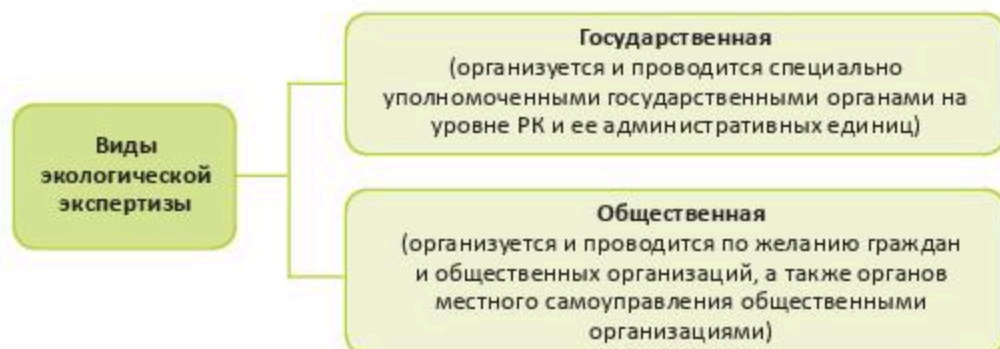 Виды
экологической
экспертизы
Государственная
(организуется и проводится специально
уполномоченными государственными органами на
уровне РК и ее административных единиц)
Общественная
(организуется и проводится по желанию граждан
и общественных организаций, а также органов
местного самоуправления общественными
организациями)